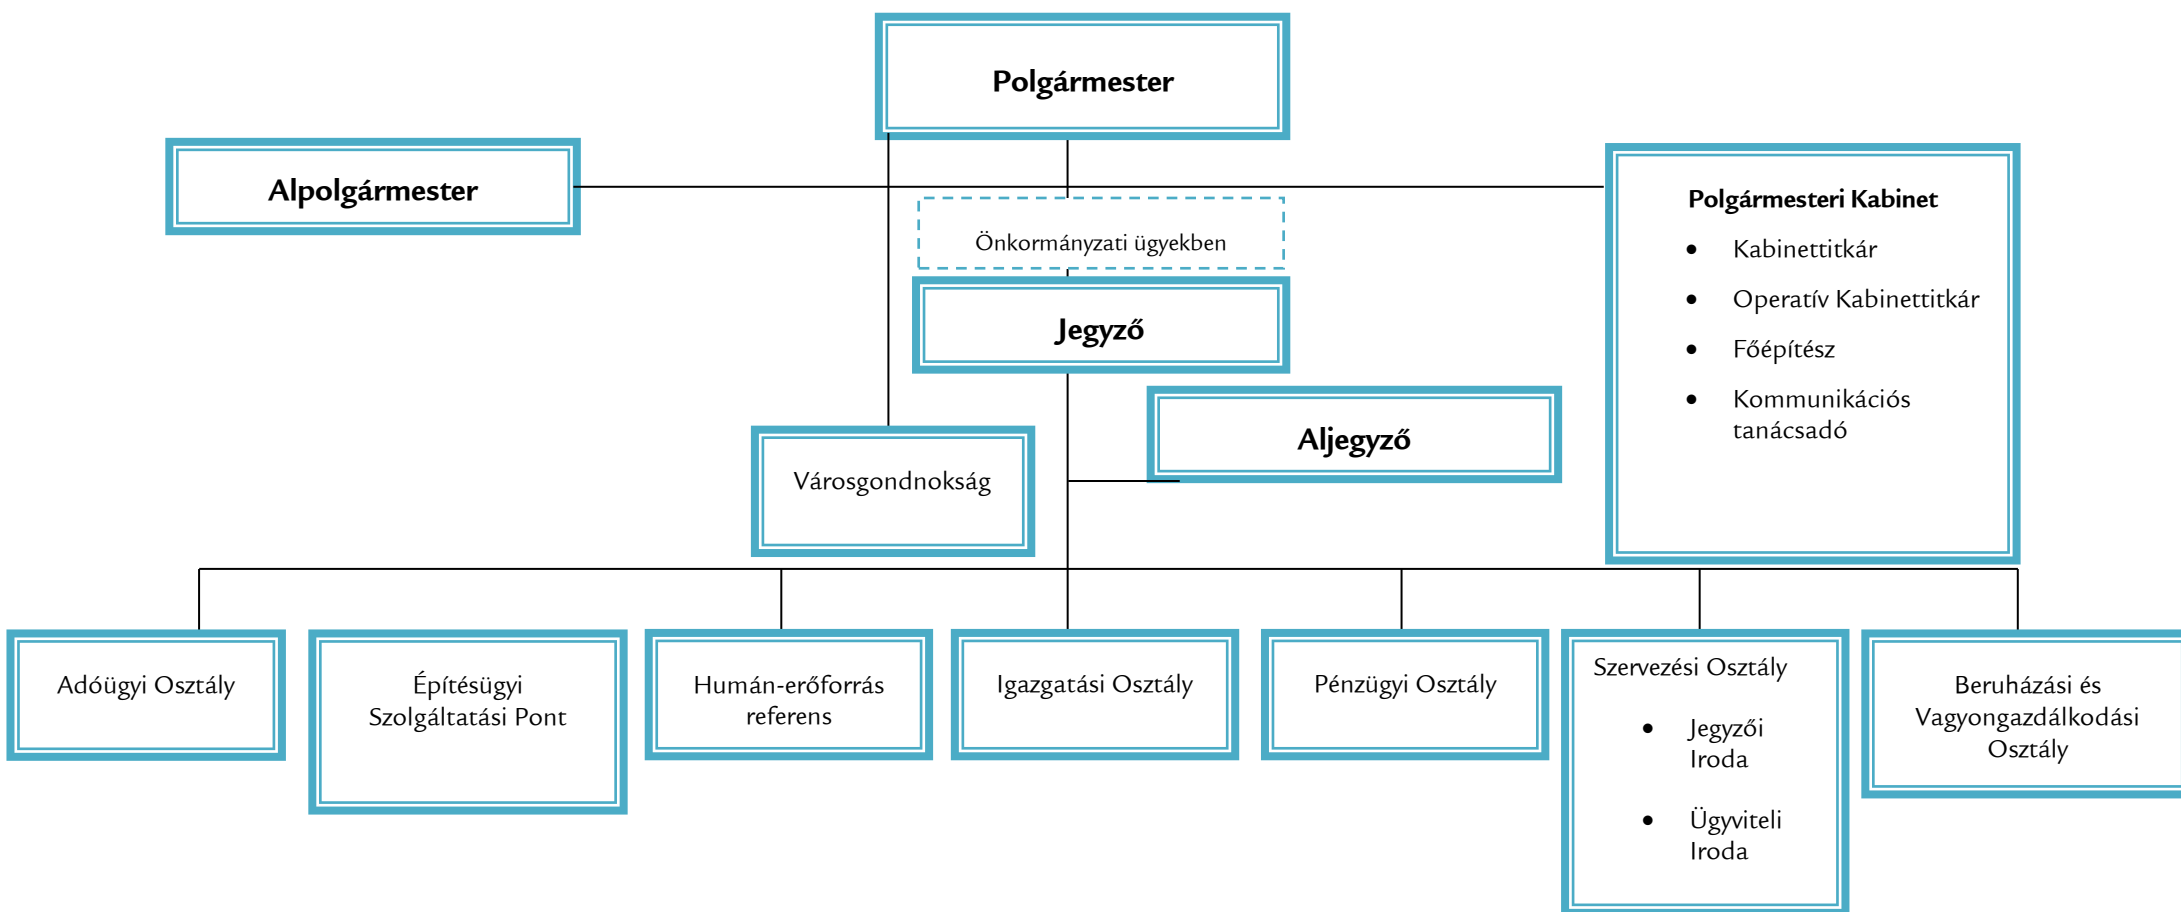 Polgármester
Alpolgármester
Polgármesteri Kabinet
• Kabinettitkár
• Operatív Kabinettitkár
• Főépítész
• Kommunikációs
tanácsadó
Önkormányzati ügyekben
Jegyző
Aljegyző
Városgondnokság
Adóügyi Osztály
Építésügyi
Szolgáltatási Pont
Humán-erőforrás
referens
Igazgatási Osztály
Pénzügyi Osztály
Szervezési Osztály
• Jegyzői
Iroda
• Ügyviteli
Iroda
Beruházási és
Vagyongazdálkodási
Osztály